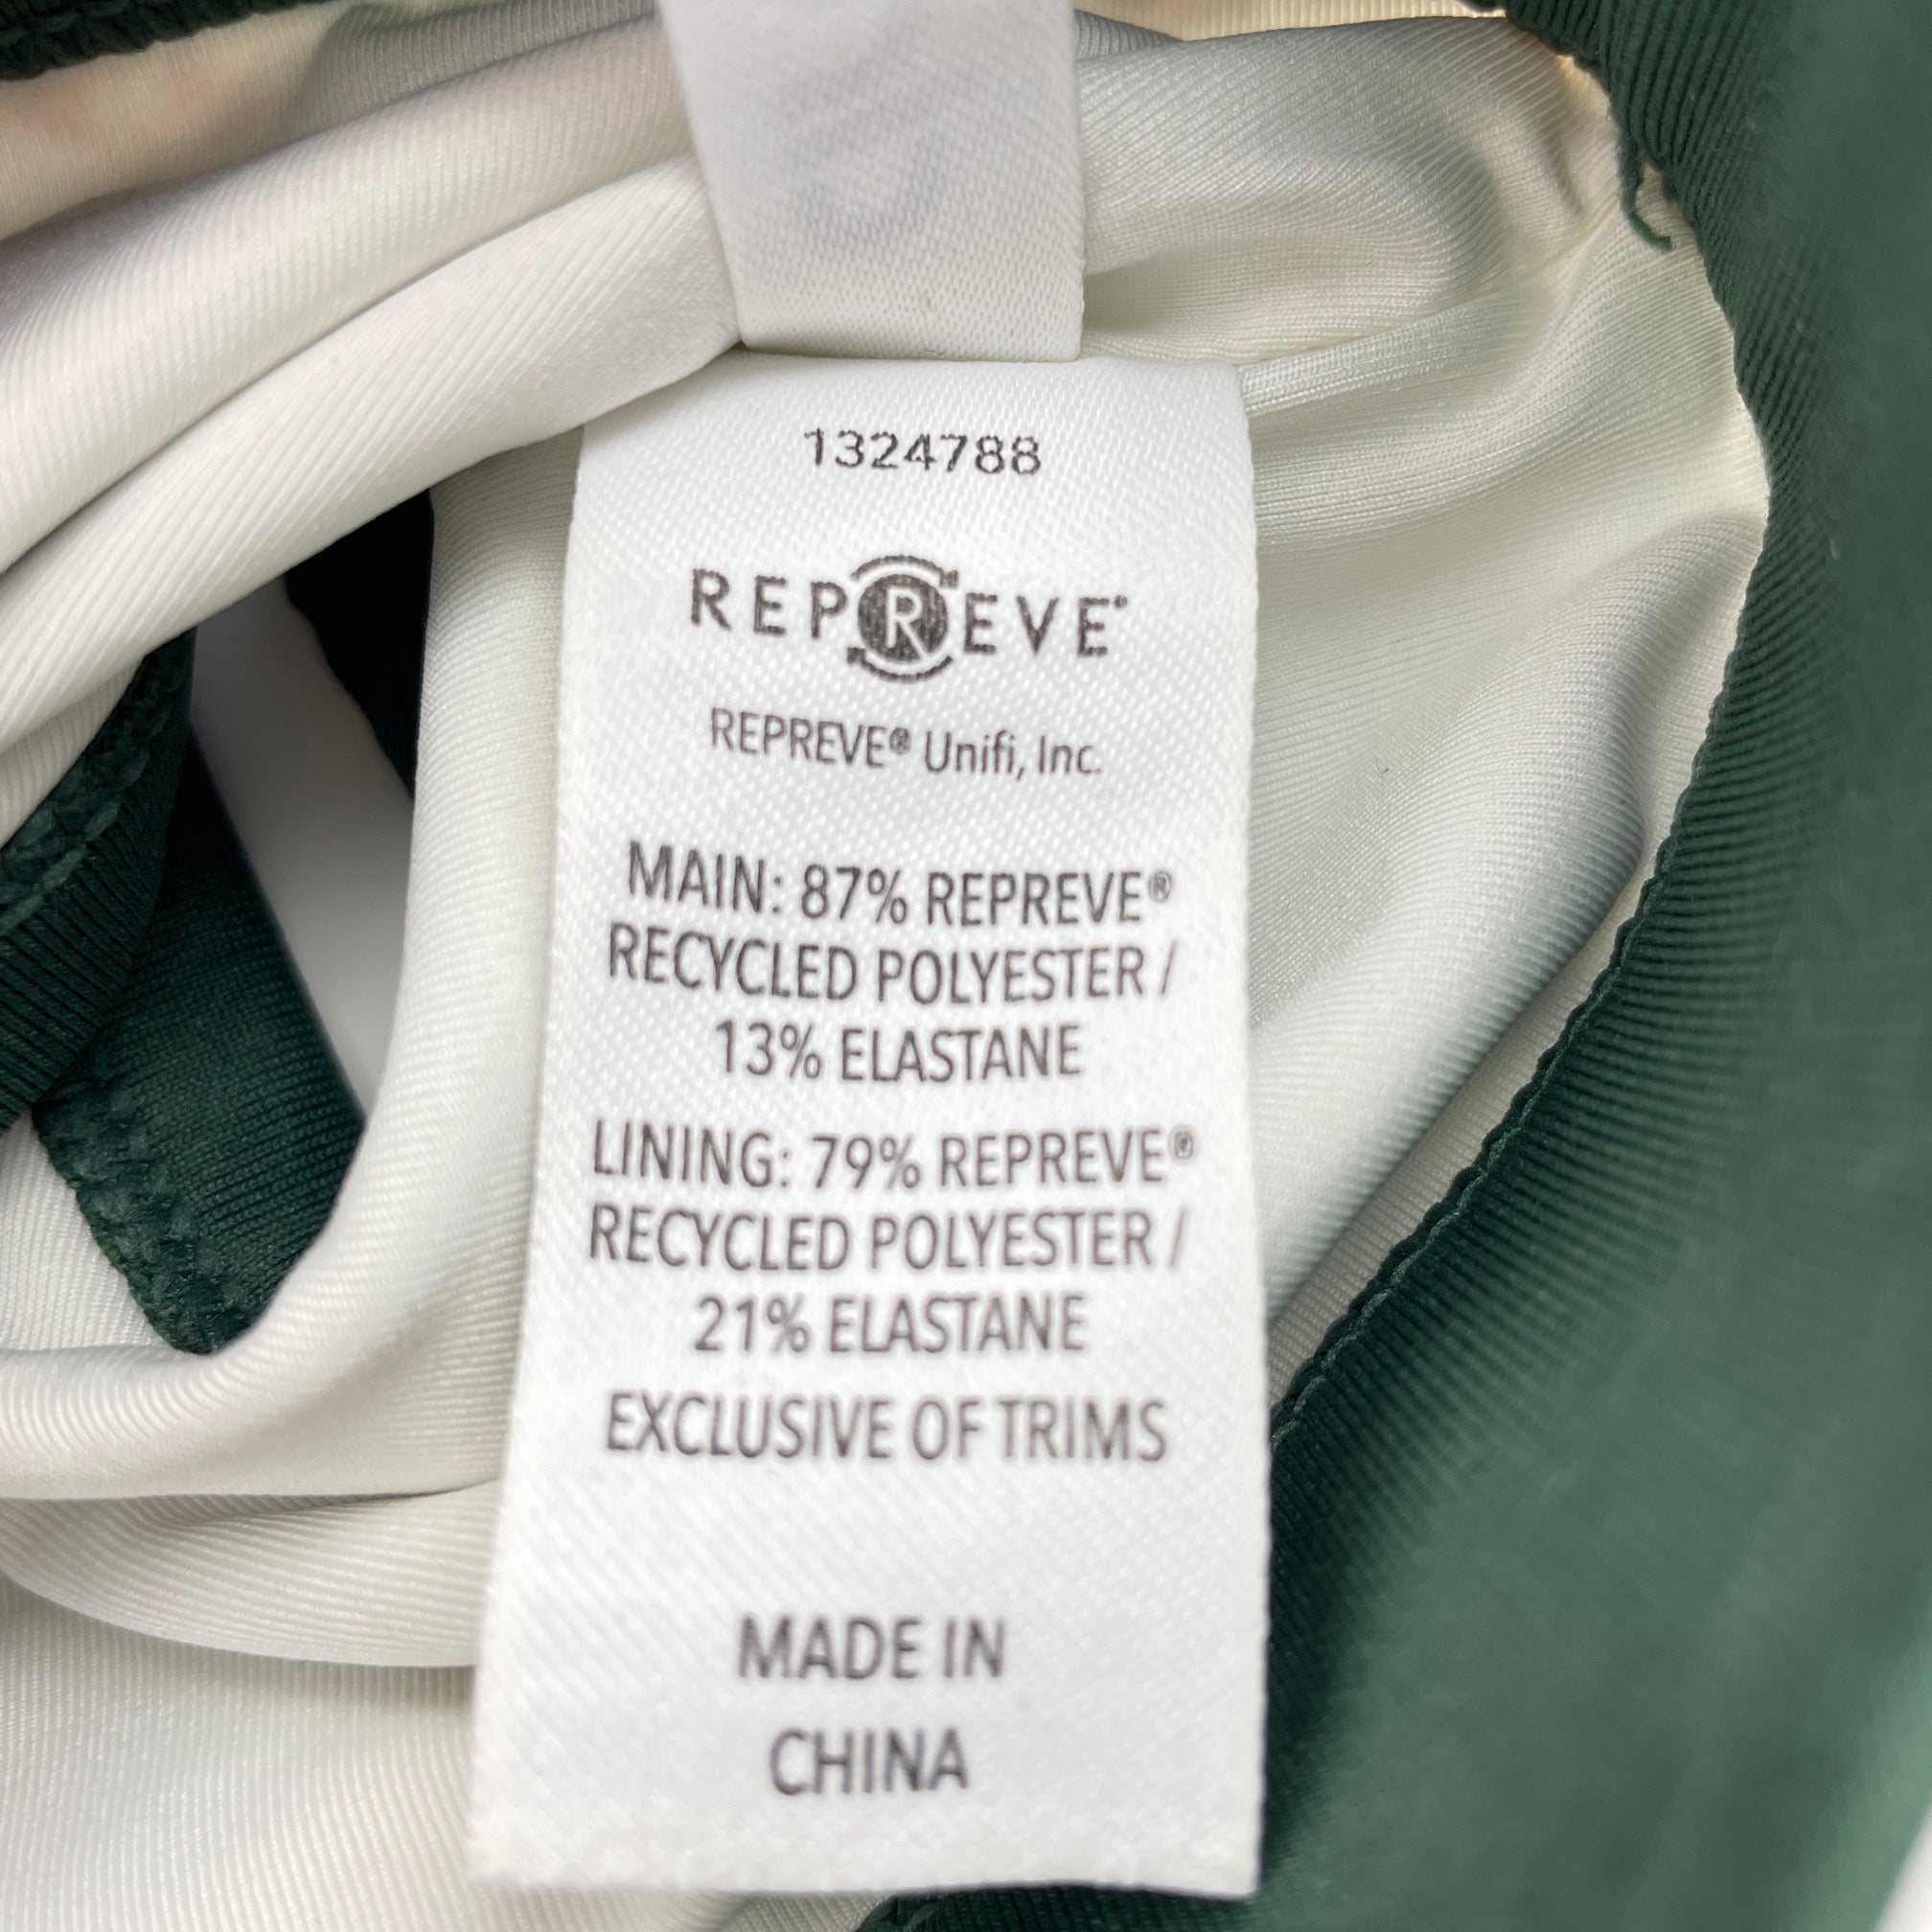 1324788
REPREVE®
REPREVE® Unifi, Inc.
MAIN: 87% REPREVE®
RECYCLED POLYESTER /
13% ELASTANE
LINING: 79% REPREVE®
RECYCLED POLYESTER /
21% ELASTANE
EXCLUSIVE OF TRIMS
MADE IN
CHINA